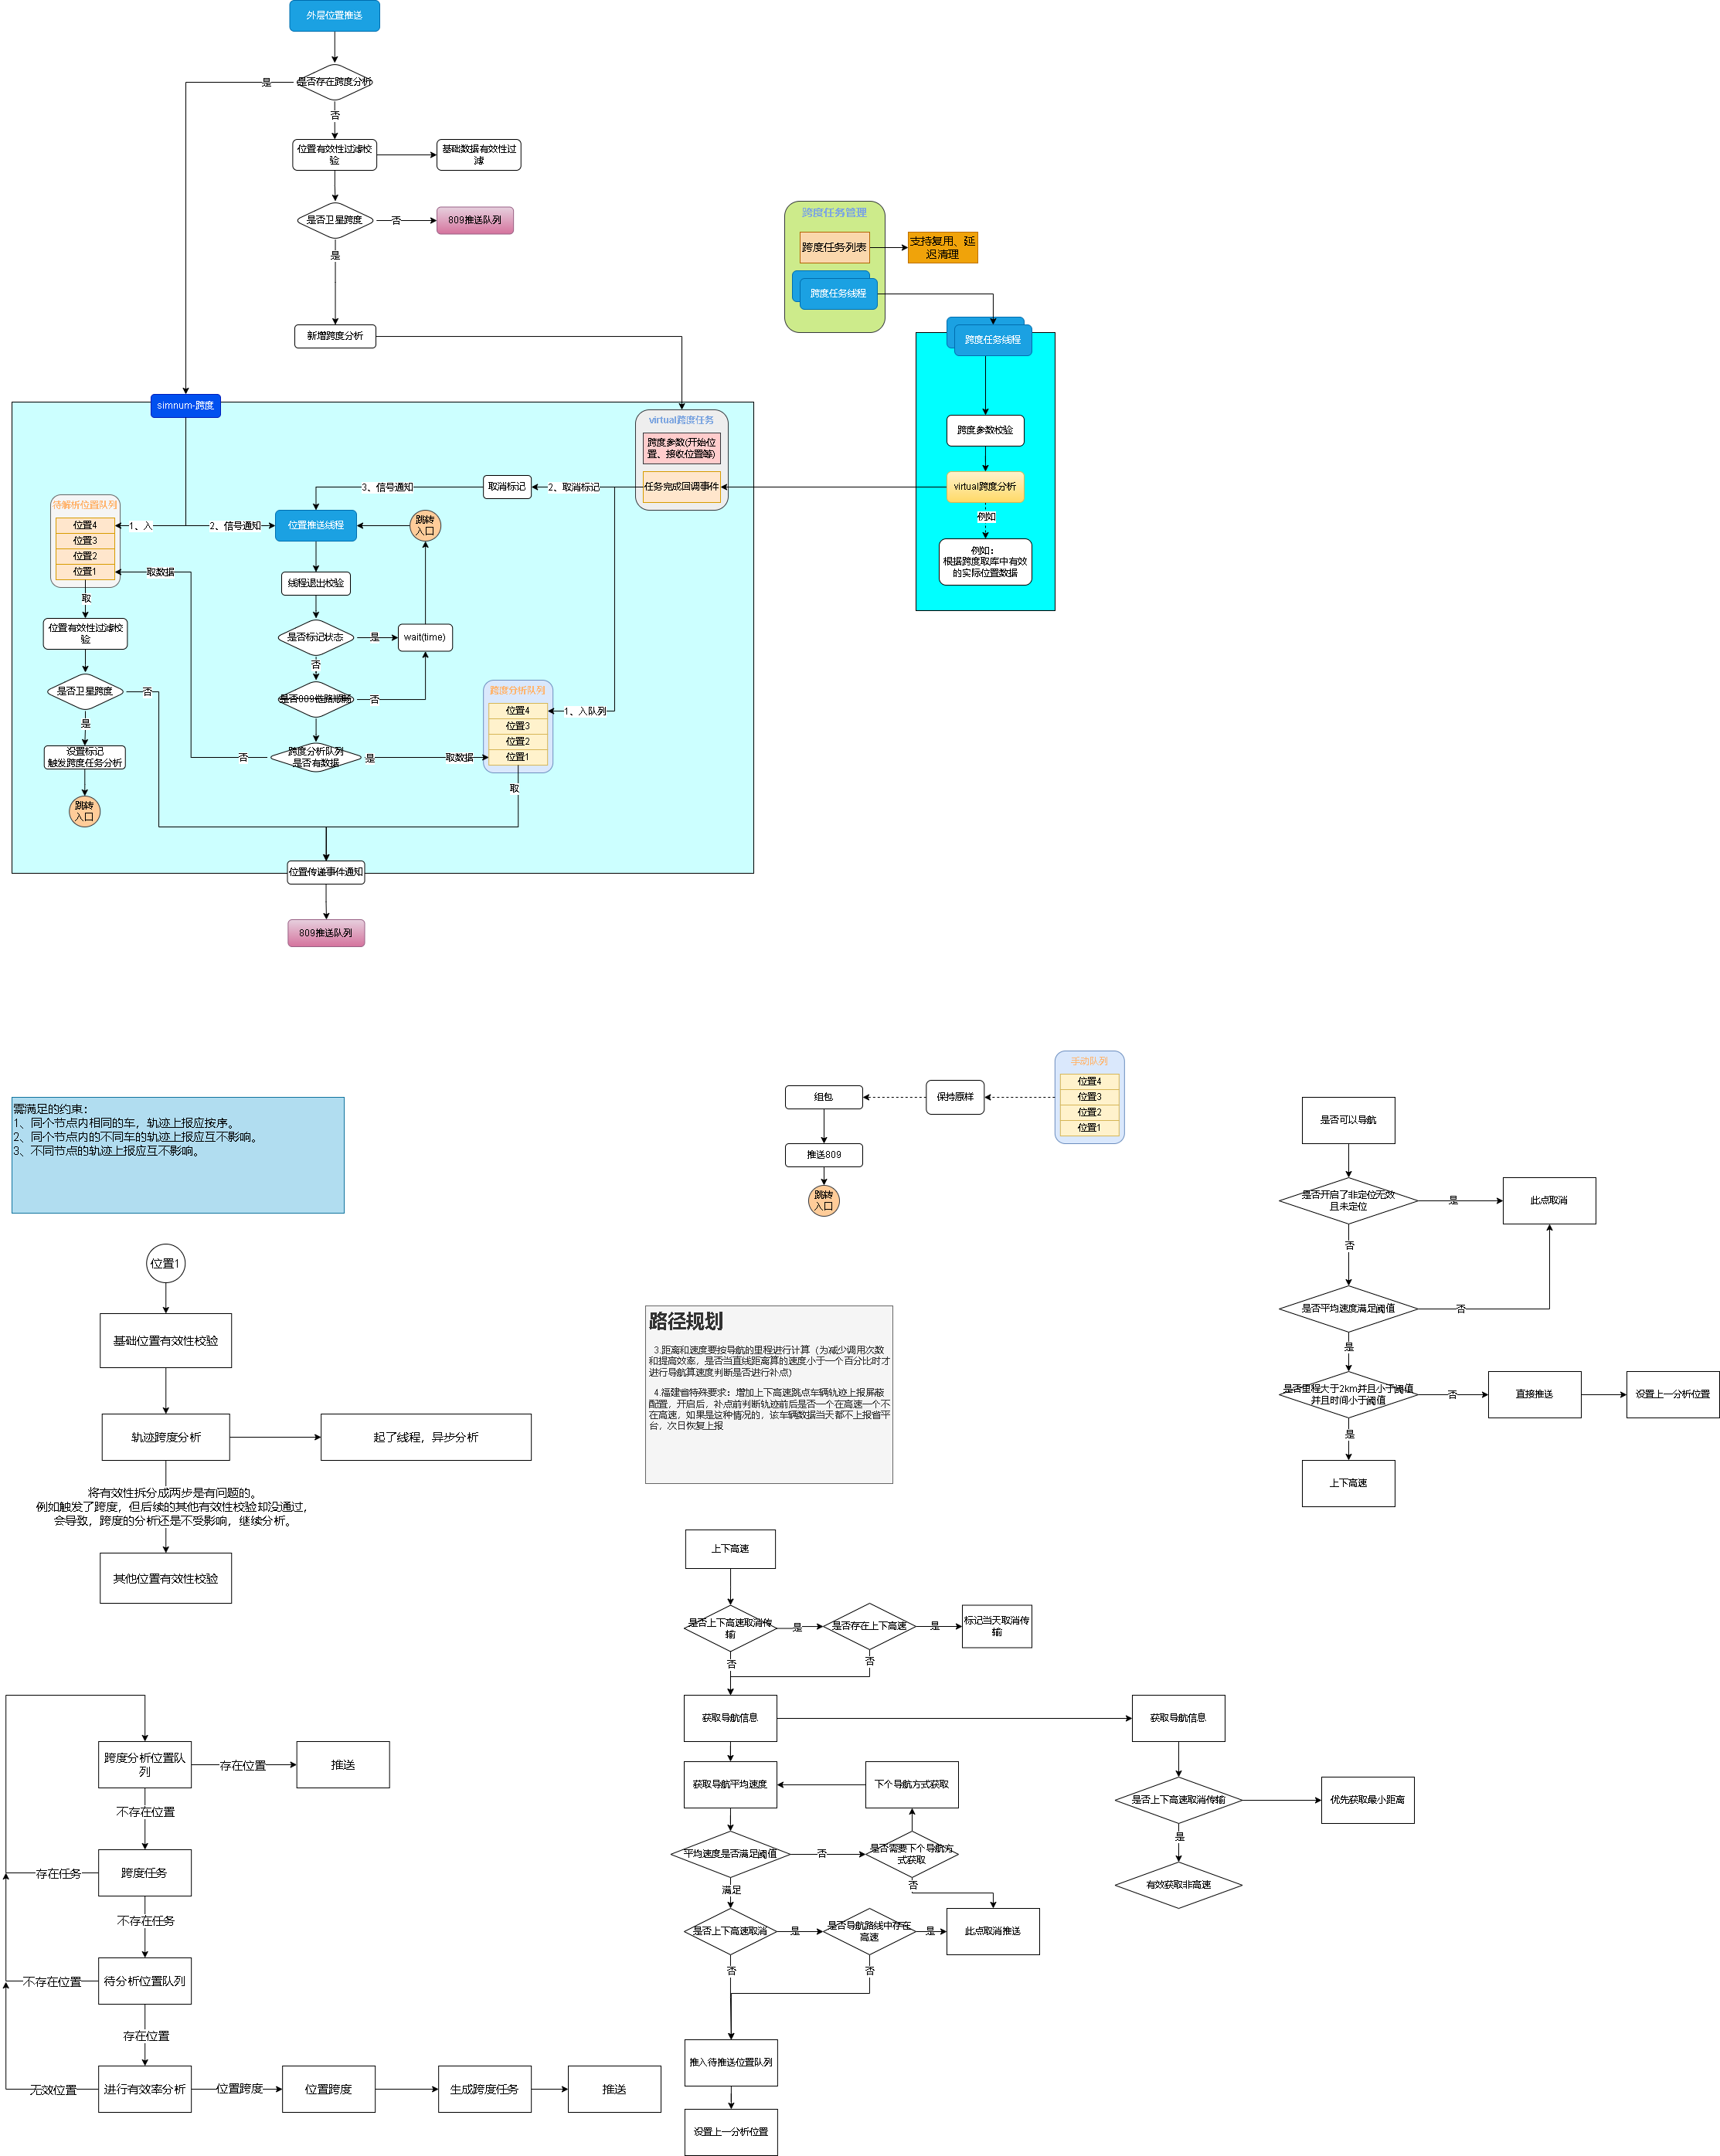 外层位置推送
是否存在跨度分析
是
否
位置有效性过滤校
验
基础数据有效性过
滤
是否卫星跨度
否
809推送队列
是
新增跨度分析
跨度任务管理
跨度任务列表
支持复用、延
迟清理
跨度任务线程
跨度任务线程
跨度参数校验
virtual跨度分析
例如
例如：
根据跨度取库中有效
的实际位置数据
simnum-跨度
virtual跨度任务
跨度参数(开始位
置、接收位置等)
任务完成回调事件
2、取消标记
取消标记
3、信号通知
待解析位置队列
位置4
位置3
位置2
位置1
1、入
2、信号通知
位置推送线程
跳转
入口
取数据
线程退出校验
取
位置有效性过滤校
验
是否标记状态
是
wait(time)
否
是否卫星跨度
否
是否809链路顺畅
否
跨度分析队列
位置4
位置3
位置2
位置1
1、入队列
是
设置标记
触发跨度任务分析
跨度分析队列
是否有数据
否
是
取数据
取
跳转
入口
位置传递事件通知
809推送队列
手动队列
位置4
位置3
位置2
位置1
保持原样
组包
推送809
跳转
入口
需满足的约束：
1、同个节点内相同的车，轨迹上报应按序。
2、同个节点内的不同车的轨迹上报应互不影响。
3、不同节点的轨迹上报应互不影响。
是否可以导航
是否开启了非定位无效
且未定位
是
此点取消
否
是否平均速度满足阈值
否
是
是否里程大于2km并且小于阈值
并且时间小于阈值
否
直接推送
设置上一分析位置
是
上下高速
位置1
基础位置有效性校验
轨迹跨度分析
起了线程，异步分析
将有效性拆分成两步是有问题的。
例如触发了跨度，但后续的其他有效性校验却没通过，
会导致，跨度的分析还是不受影响，继续分析。
其他位置有效性校验
路径规划
3.距离和速度要按导航的里程进行计算（为减少调用次数
和提高效率，是否当直线距离算的速度小于一个百分比时才
进行导航算速度判断是否进行补点）
4.福建省特殊要求：增加上下高速跳点车辆轨迹上报屏蔽
配置，开启后，补点前判断轨迹前后是否一个在高速一个不
在高速，如果是这种情况的，该车辆数据当天都不上报省平
台，次日恢复上报
上下高速
是否上下高速取消传
输
是
是否存在上下高速
是
标记当天取消传
输
否
否
获取导航信息
获取导航信息
获取导航平均速度
下个导航方式获取
是否上下高速取消传输
优先获取最小距离
平均速度是否满足阈值
否
是否需要下个导航方
式获取
是
有效获取非高速
满足
否
是否上下高速取消
是
是否导航路线中存在
高速
是
此点取消推送
否
否
推入待推送位置队列
设置上一分析位置
跨度分析位置队
列
存在位置
推送
不存在位置
跨度任务
存在任务
不存在任务
待分析位置队列
不存在位置
存在位置
进行有效率分析
无效位置
位置跨度
位置跨度
生成跨度任务
推送